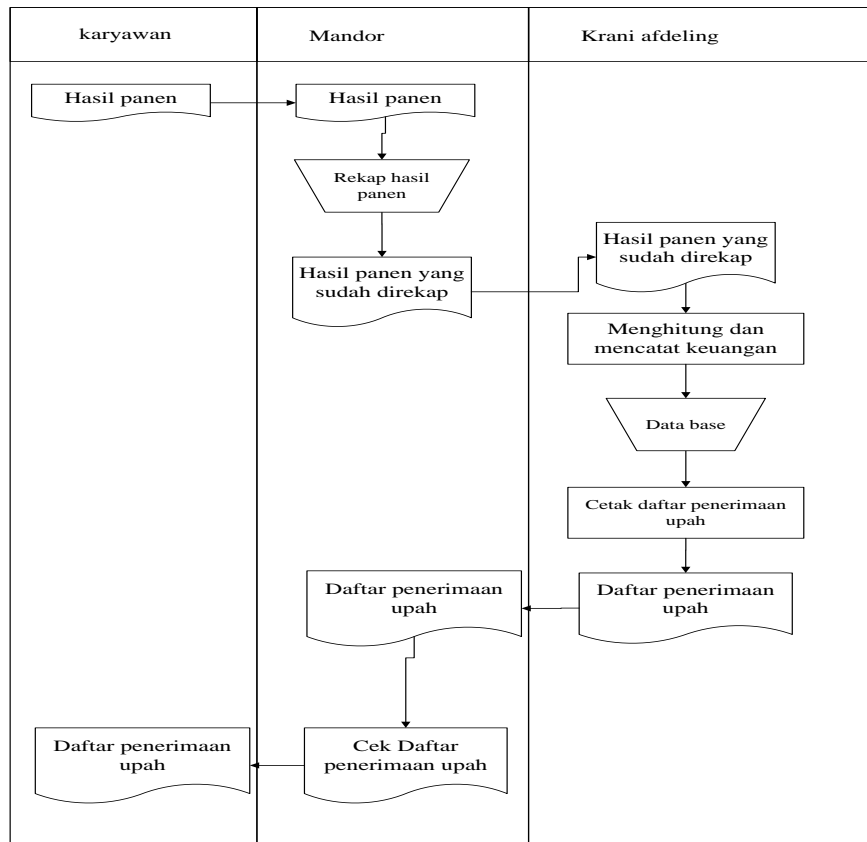 karyawan
Mandor
Krani afdeling
Hasil panen
Hasil panen
Rekap hasil
panen
Hasil panen yang
sudah direkap
Hasil panen yang
sudah direkap
Menghitung dan
mencatat keuangan
Data base
Cetak daftar penerimaan
upah
Daftar penerimaan
upah
Daftar penerimaan
upah
Cek Daftar
penerimaan upah
Daftar penerimaan
upah